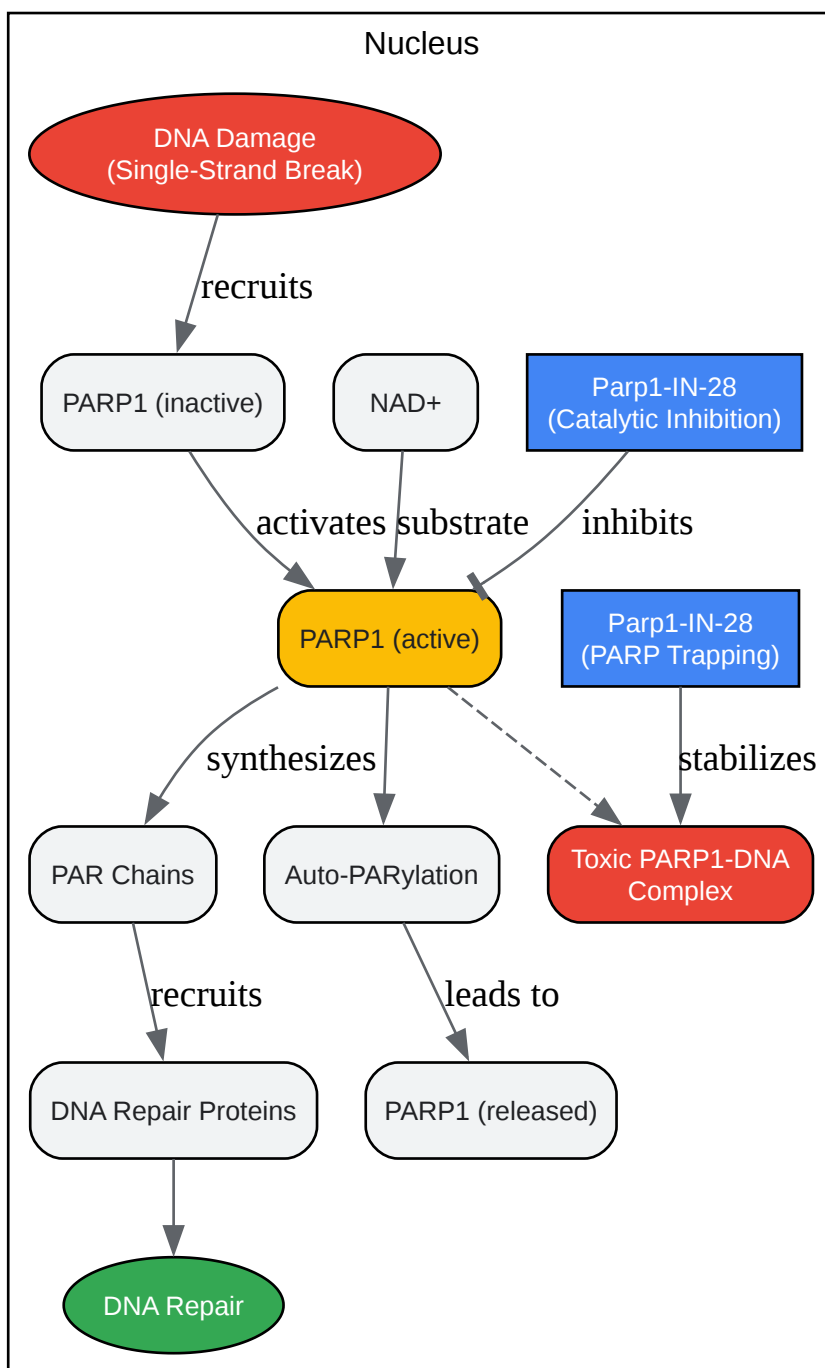 Nucleus
DNA Damage
(Single-Strand Break)
recruits
PARP1 (inactive)
NAD+
Parp1-IN-28
(Catalytic Inhibition)
activates
substrate
inhibits
PARP1 (active)
Parp1-IN-28
(PARP Trapping)
synthesizes
stabilizes
PAR Chains
Auto-PARylation
Toxic PARP1-DNA
Complex
recruits
leads to
DNA Repair Proteins
PARP1 (released)
DNA Repair